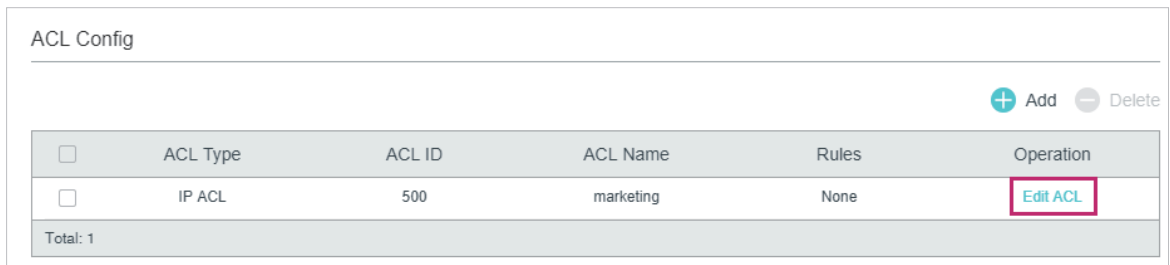 ACL Config
Add Delete
ACL Type ACL ID ACL Name Rules Operation
IP ACL 500 marketing None Edit ACL
Total: 1